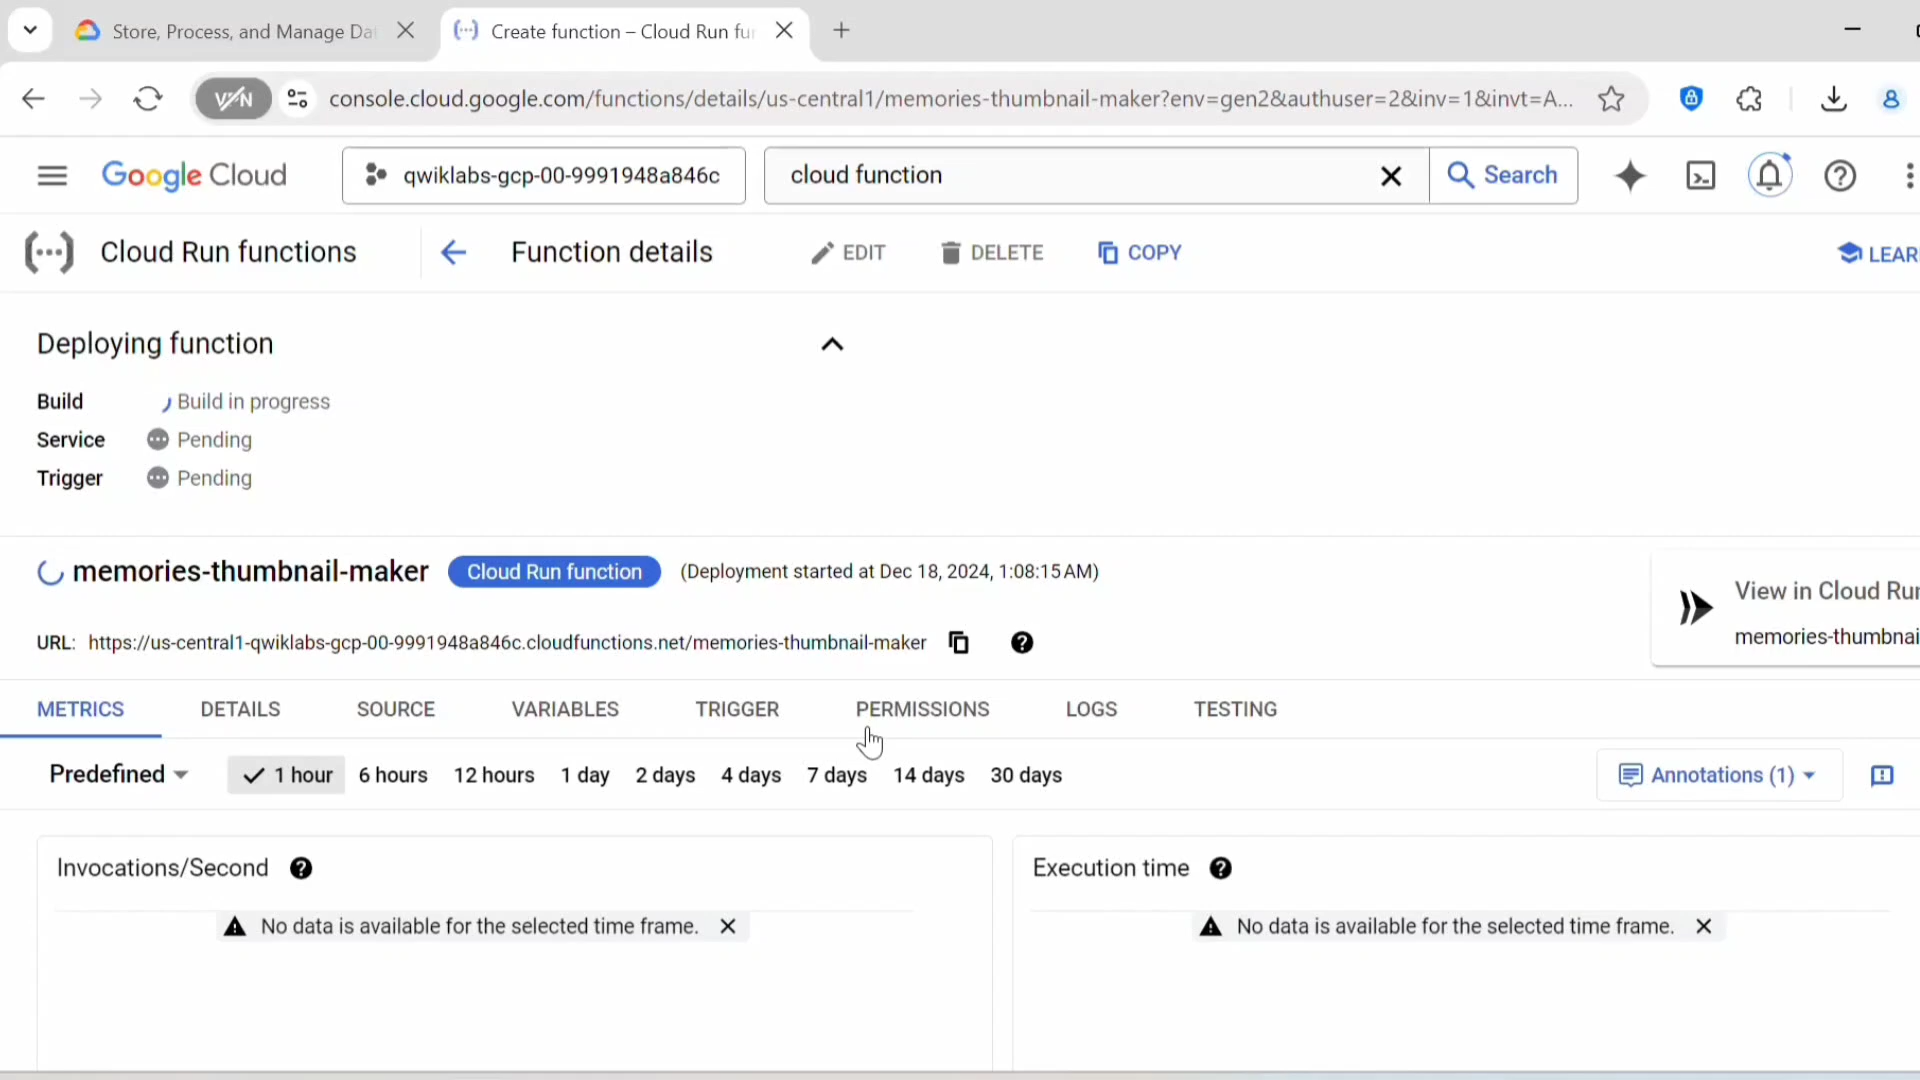 Store, Process, and Manage Da
Create function – Cloud Run fu
VPN
console.cloud.google.com/functions/details/us-central1/memories-thumbnail-maker?env=gen2&authuser=2&inv=1&invt=A...
Google Cloud
qwiklabs-gcp-00-9991948a846c
cloud function
Search
Cloud Run functions
Function details
EDIT
DELETE
COPY
LEAR
Deploying function
Build
Build in progress
Service
Pending
Trigger
Pending
memories-thumbnail-maker
Cloud Run function
(Deployment started at Dec 18, 2024, 1:08:15 AM)
View in Cloud Run
memories-thumbnai
URL: https://us-central1-qwiklabs-gcp-00-9991948a846c.cloudfunctions.net/memories-thumbnail-maker
METRICS
DETAILS
SOURCE
VARIABLES
TRIGGER
PERMISSIONS
LOGS
TESTING
Predefined
1 hour
6 hours
12 hours
1 day
2 days
4 days
7 days
14 days
30 days
Annotations (1)
Invocations/Second
No data is available for the selected time frame.
Execution time
No data is available for the selected time frame.